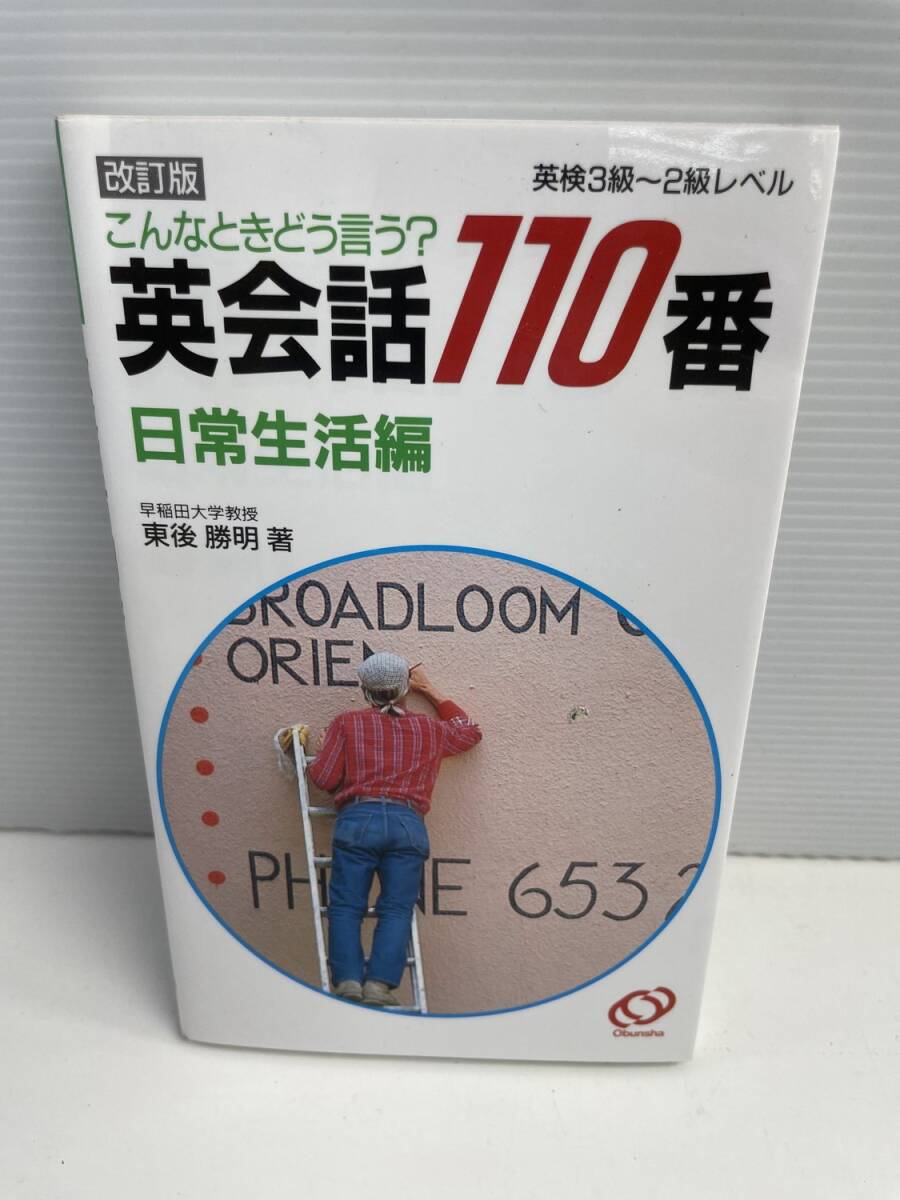 改訂版
英検3級～2級レベル
こんなときどう言う?
英会話110番
日常生活編
早稲田大学教授
東後 勝明 著
BROADLOOM
ORIEN
653
Obunsha